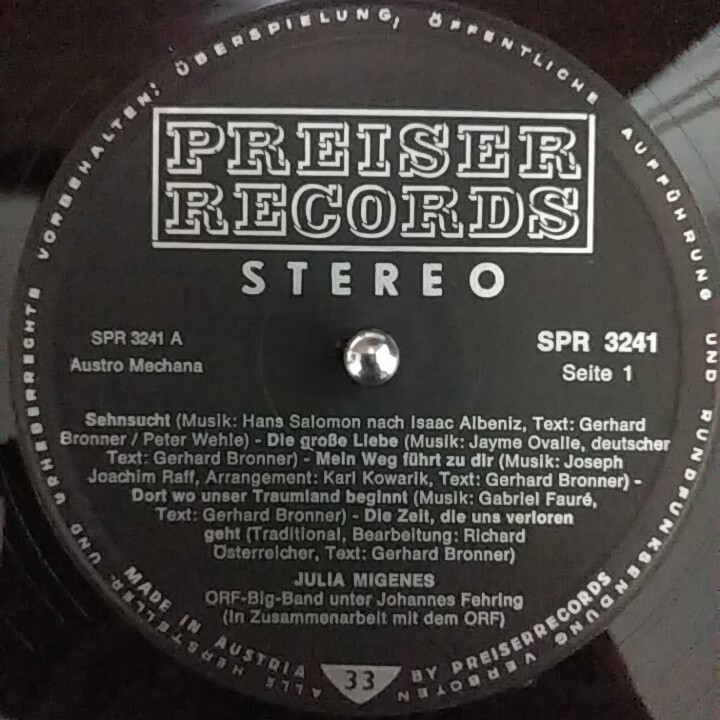 PREISER
RECORDS
STEREO
SPR 3241 A
Austro Mechana
SPR 3241
Seite 1
Sehnsucht (Musik: Hans Salomon nach Isaac Albeniz, Text: Gerhard
Bronner / Peter Wehle) - Die große Liebe (Musik: Jayme Ovalle, deutscher
Text: Gerhard Bronner) - Mein Weg führt zu dir (Musik: Joseph
Joachim Raff, Arrangement: Karl Kowarik, Text: Gerhard Bronner) -
Dort wo unser Traumland beginnt (Musik: Gabriel Fauré,
Text: Gerhard Bronner) - Die Zeit, die uns verloren
geht (Traditional, Bearbeitung: Richard
Österreicher, Text: Gerhard Bronner)
JULIA MIGENES
ORF-Big-Band unter Johannes Fehring
(In Zusammenarbeit mit dem ORF)
MADE IN AUSTRIA
33
BY PREISERRECORDS
ALLE HERSTELLER- UND URHEBERRECHTE VORBEHALTEN; ÜBERSPIELUNG, ÖFFENTLICHE AUFFÜHRUNG UND RUNDFUNKSENDUNG VERBOTEN